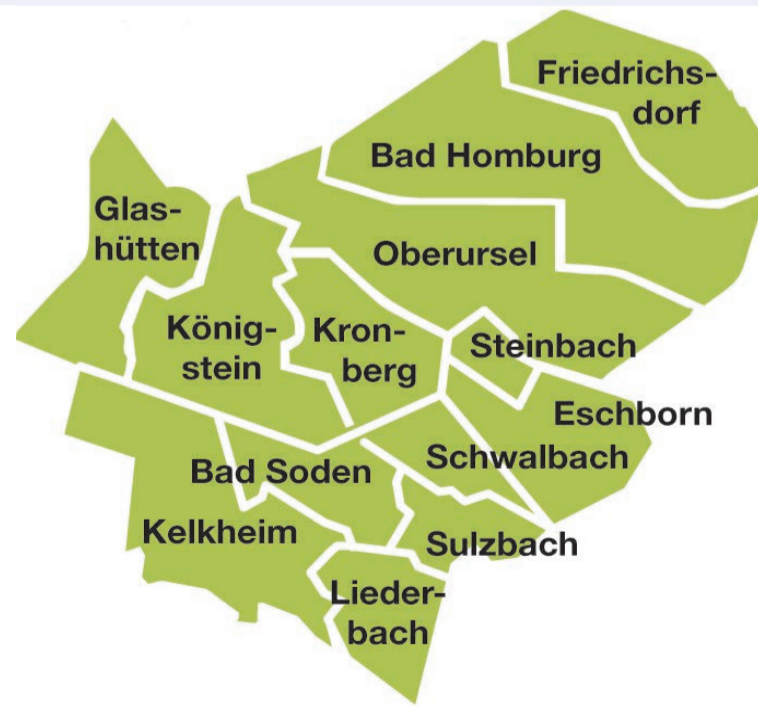 Friedrichs-
dorf
Bad Homburg
Glas-
hütten
Oberursel
König-
stein
Kron-
berg
Steinbach
Eschborn
Schwalbach
Bad Soden
Kelkheim
Sulzbach
Lieder-
bach